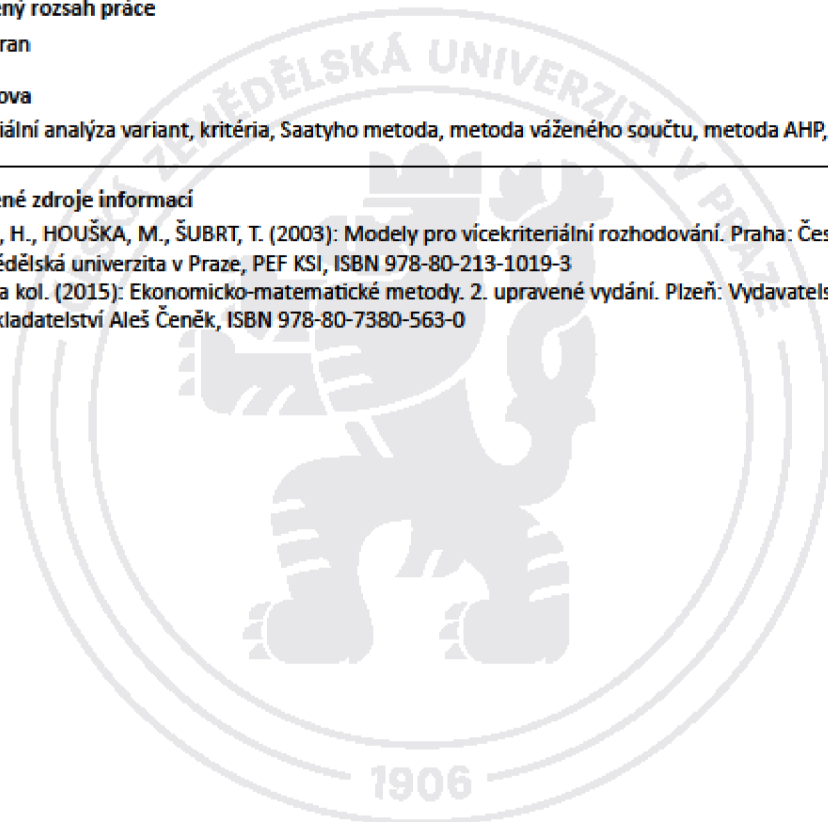 ený rozsah práce
ran
ova
iální analýza variant, kritéria, Saatyho metoda, metoda váženého součtu, metoda AHP,
ené zdroje informací
, H., HOUŠKA, M., ŠUBRT, T. (2003): Modely pro vícekriteriální rozhodování. Praha: Čes
ědělská univerzita v Praze, PEF KSI, ISBN 978-80-213-1019-3
a kol. (2015): Ekonomicko-matematické metody. 2. upravené vydání. Plzeň: Vydavatels
kladatelství Aleš Čeněk, ISBN 978-80-7380-563-0
ČESKÁ ZEMĚDĚLSKÁ UNIVERZITA V PRAZE
1906